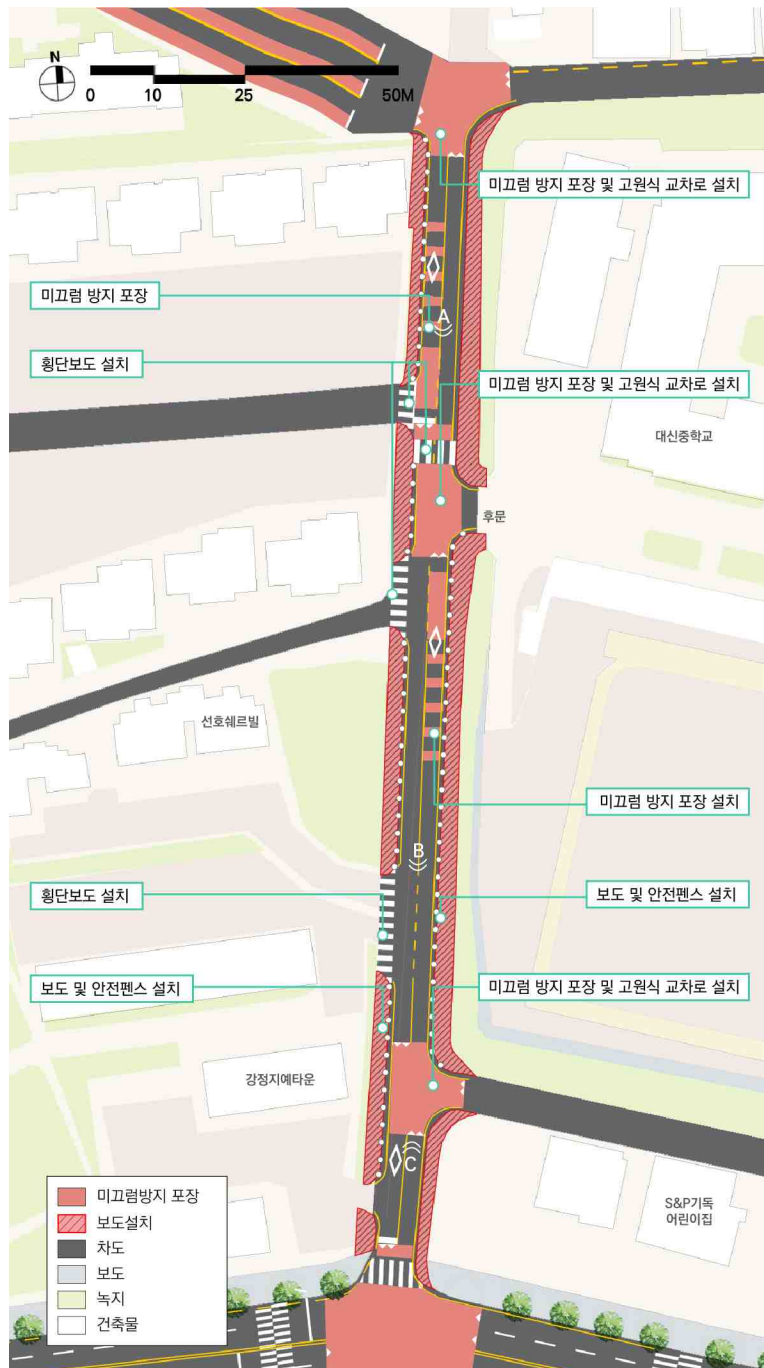 N
0 10 25 50M
미끄럼 방지 포장 및 고원식 교차로 설치
미끄럼 방지 포장
A
횡단보도 설치
미끄럼 방지 포장 및 고원식 교차로 설치
대신중학교
후문
선호쉐르빌
미끄럼 방지 포장 설치
B
횡단보도 설치
보도 및 안전펜스 설치
보도 및 안전펜스 설치
미끄럼 방지 포장 및 고원식 교차로 설치
강정지예타운
C
S&P기독
어린이집
미끄럼방지 포장
보도설치
차도
보도
녹지
건축물